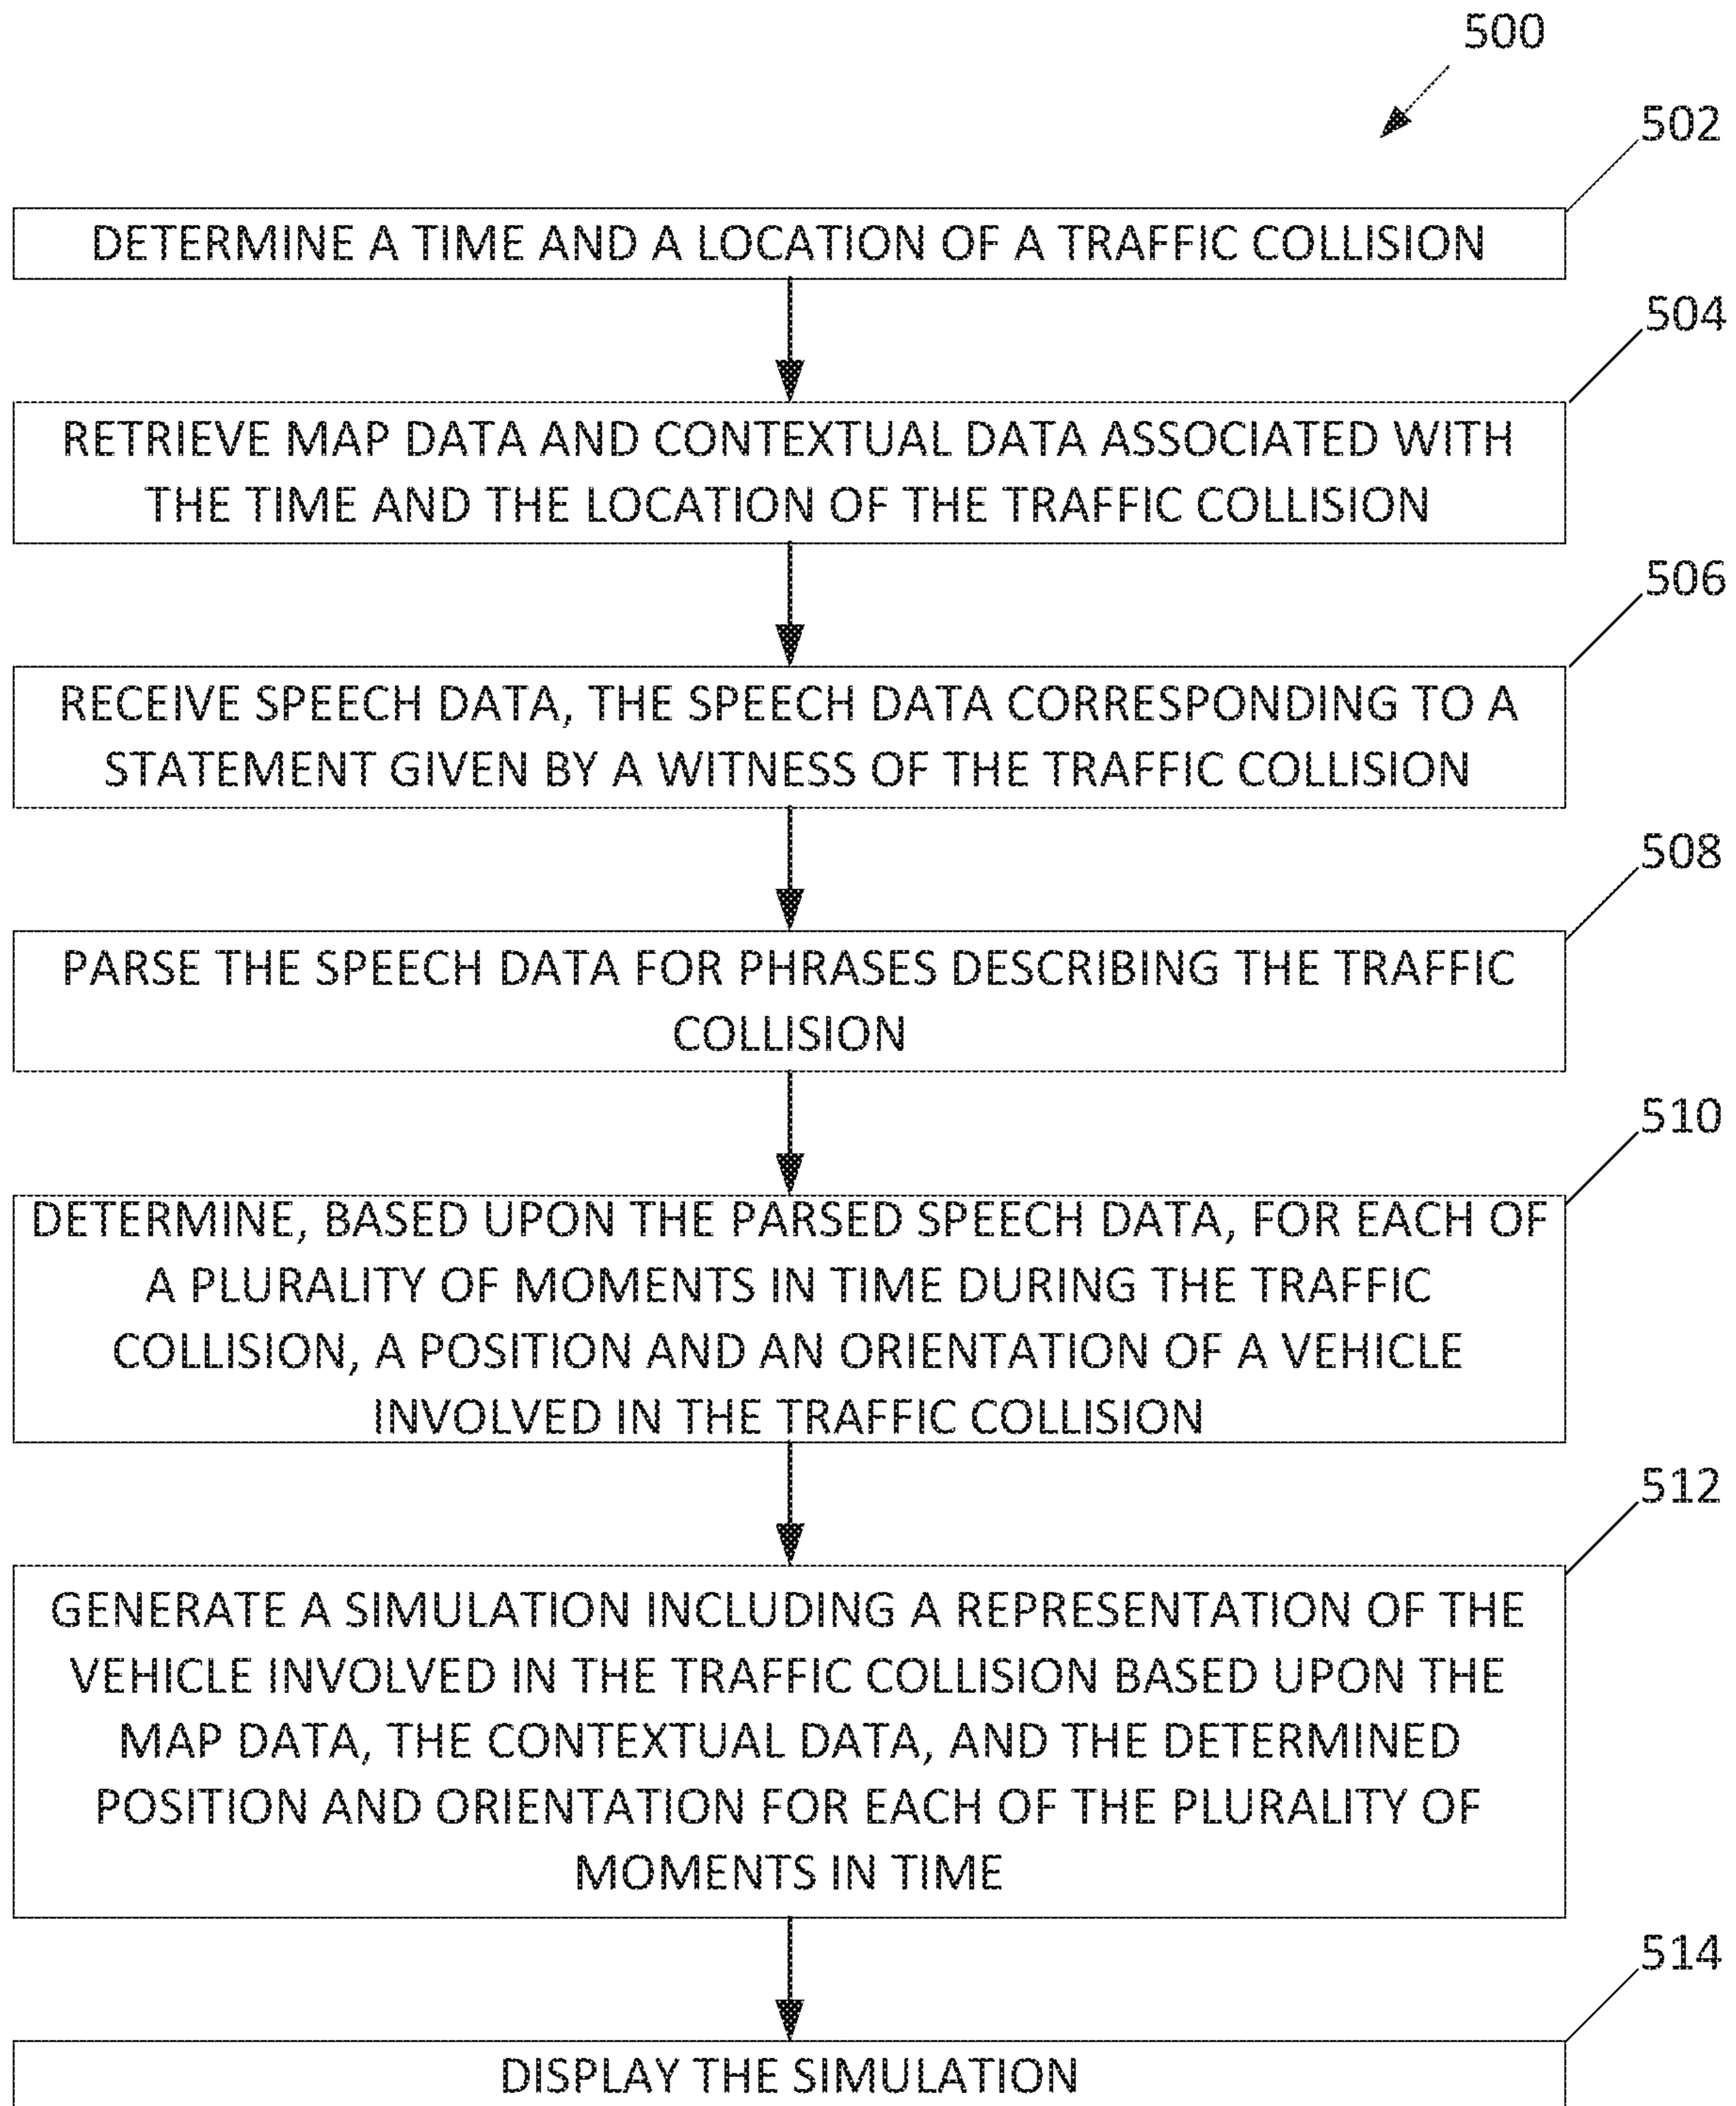 500
502
DETERMINE A TIME AND A LOCATION OF A TRAFFIC COLLISION
504
RETRIEVE MAP DATA AND CONTEXTUAL DATA ASSOCIATED WITH
THE TIME AND THE LOCATION OF THE TRAFFIC COLLISION
506
RECEIVE SPEECH DATA, THE SPEECH DATA CORRESPONDING TO A
STATEMENT GIVEN BY A WITNESS OF THE TRAFFIC COLLISION
508
PARSE THE SPEECH DATA FOR PHRASES DESCRIBING THE TRAFFIC
COLLISION
510
DETERMINE, BASED UPON THE PARSED SPEECH DATA, FOR EACH OF
A PLURALITY OF MOMENTS IN TIME DURING THE TRAFFIC
COLLISION, A POSITION AND AN ORIENTATION OF A VEHICLE
INVOLVED IN THE TRAFFIC COLLISION
512
GENERATE A SIMULATION INCLUDING A REPRESENTATION OF THE
VEHICLE INVOLVED IN THE TRAFFIC COLLISION BASED UPON THE
MAP DATA, THE CONTEXTUAL DATA, AND THE DETERMINED
POSITION AND ORIENTATION FOR EACH OF THE PLURALITY OF
MOMENTS IN TIME
514
DISPLAY THE SIMULATION